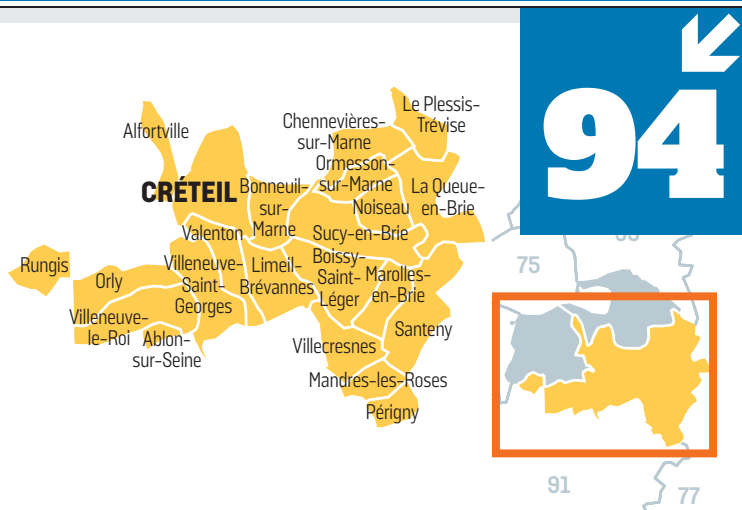 94
Le Plessis-
Trévise
Chennevières-
sur-Marne
Alfortville
Ormesson-
sur-Marne
CRÉTEIL
Bonneuil-
sur-
Marne
La Queue-
en-Brie
Noiseau
Valenton
Sucy-en-Brie
Rungis
Orly
Villeneuve-
Saint-
Georges
Limeil-
Brévannes
Boissy-
Saint-
Léger
Marolles-
en-Brie
Villeneuve-
le-Roi
Ablon-
sur-Seine
Santeny
Villecresnes
Mandres-les-Roses
Périgny
75
91
77